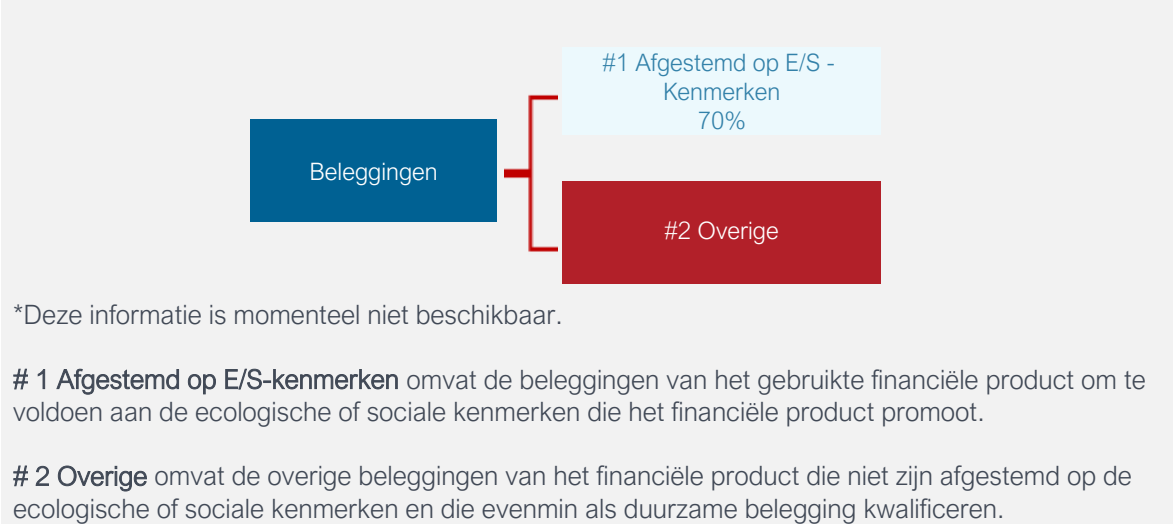 #1 Afgestemd op E/S -
Kenmerken
70%
Beleggingen
#2 Overige
*Deze informatie is momenteel niet beschikbaar.
# 1 Afgestemd op E/S-kenmerken omvat de beleggingen van het gebruikte financiële product om te
voldoen aan de ecologische of sociale kenmerken die het financiële product promoot.
# 2 Overige omvat de overige beleggingen van het financiële product die niet zijn afgestemd op de
ecologische of sociale kenmerken en die evenmin als duurzame belegging kwalificeren.